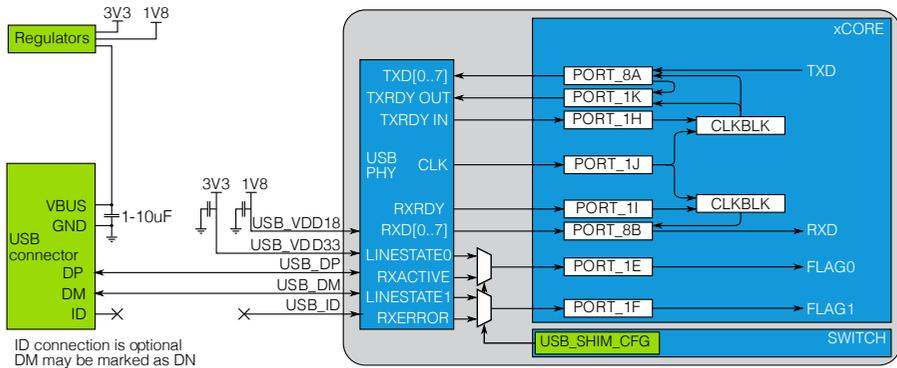 3V3
1V8
Regulators
xCORE
TXD[0..7]
PORT_8A
TXD
TXRDY OUT
PORT_1K
TXRDY IN
PORT_1H
CLKBLK
USB
PHY
CLK
PORT_1J
VBUS
GND
1-10uF
3V3
1V8
USB_VDD18
RXRDY
PORT_1I
CLKBLK
RXD[0..7]
PORT_8B
RXD
USB
connector
USB_VDD33
LINESTATE0
DP
USB_DP
RXACTIVE
PORT_1E
FLAG0
DM
USB_DM
LINESTATE1
ID
USB_ID
RXERROR
PORT_1F
FLAG1
USB_SHIM_CFG
SWITCH
ID connection is optional
DM may be marked as DN